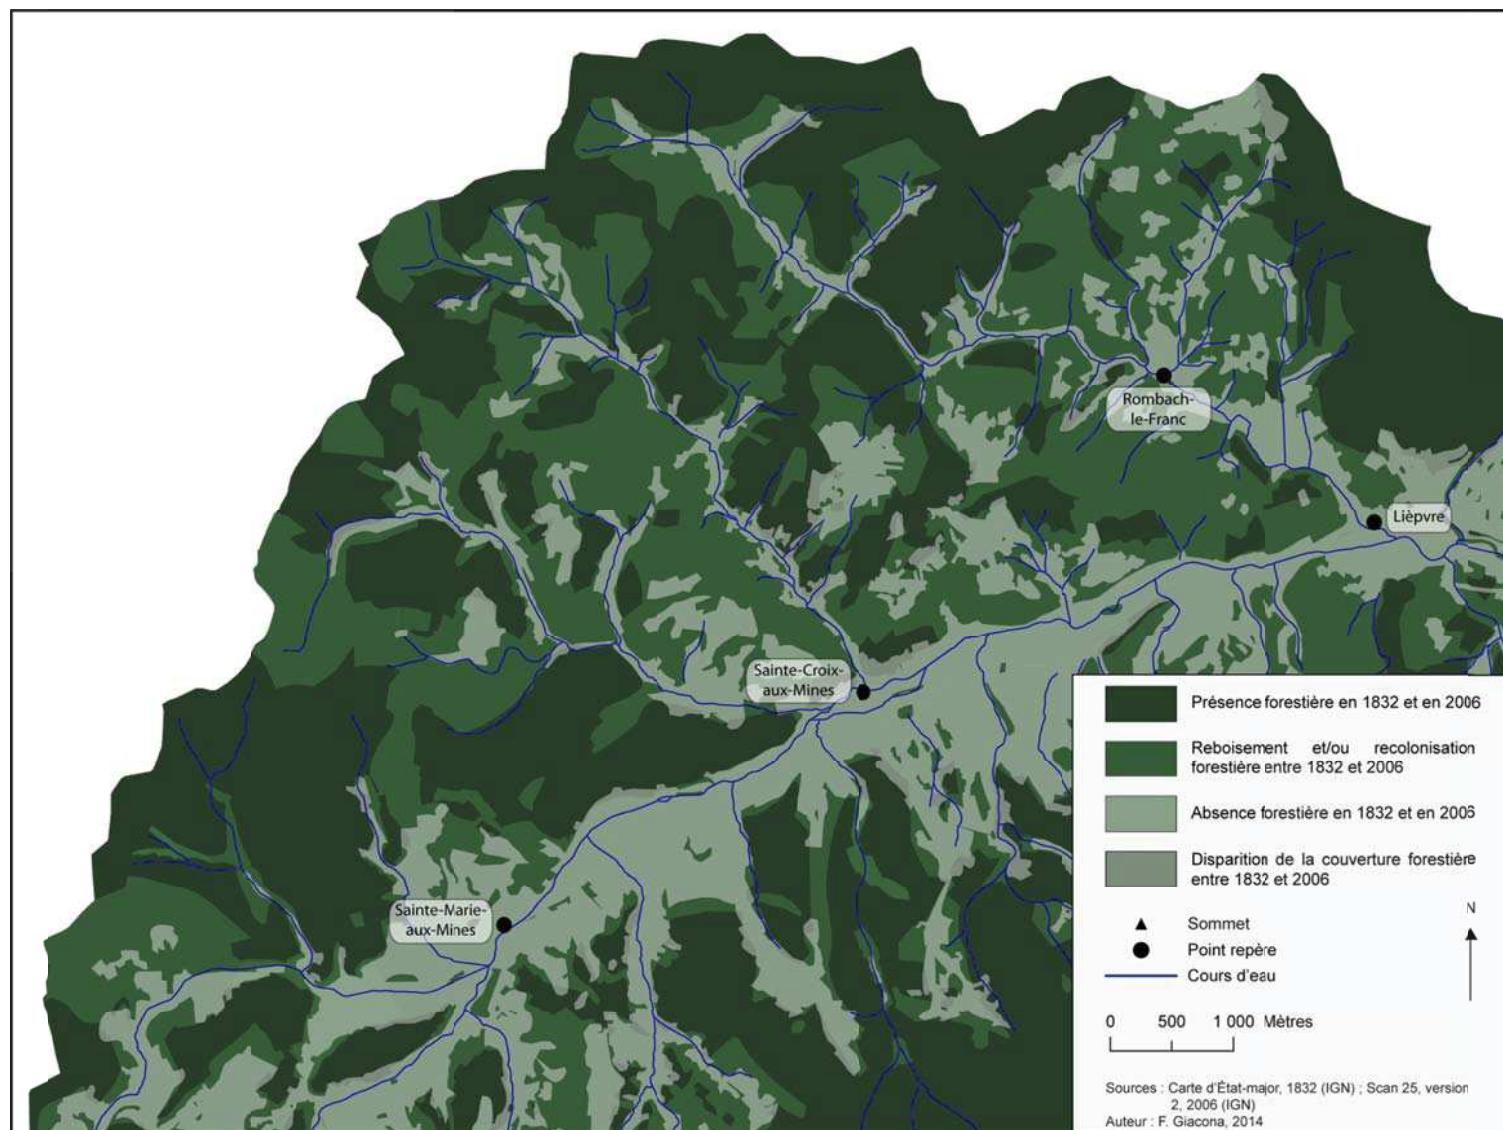 Rombach-
le-Franc
Lièpvre
Sainte-Croix-
aux-Mines
Sainte-Marie-
aux-Mines
Présence forestière en 1832 et en 2006
Reboisement et/ou recolonisation
forestière entre 1832 et 2006
Absence forestière en 1832 et en 2006
Disparition de la couverture forestière
entre 1832 et 2006
Sommet
Point repère
Cours d'eau
N
0 500 1 000 Mètres
Sources : Carte d'État-major, 1832 (IGN) ; Scan 25, version
2, 2006 (IGN)
Auteur : F. Giacona, 2014